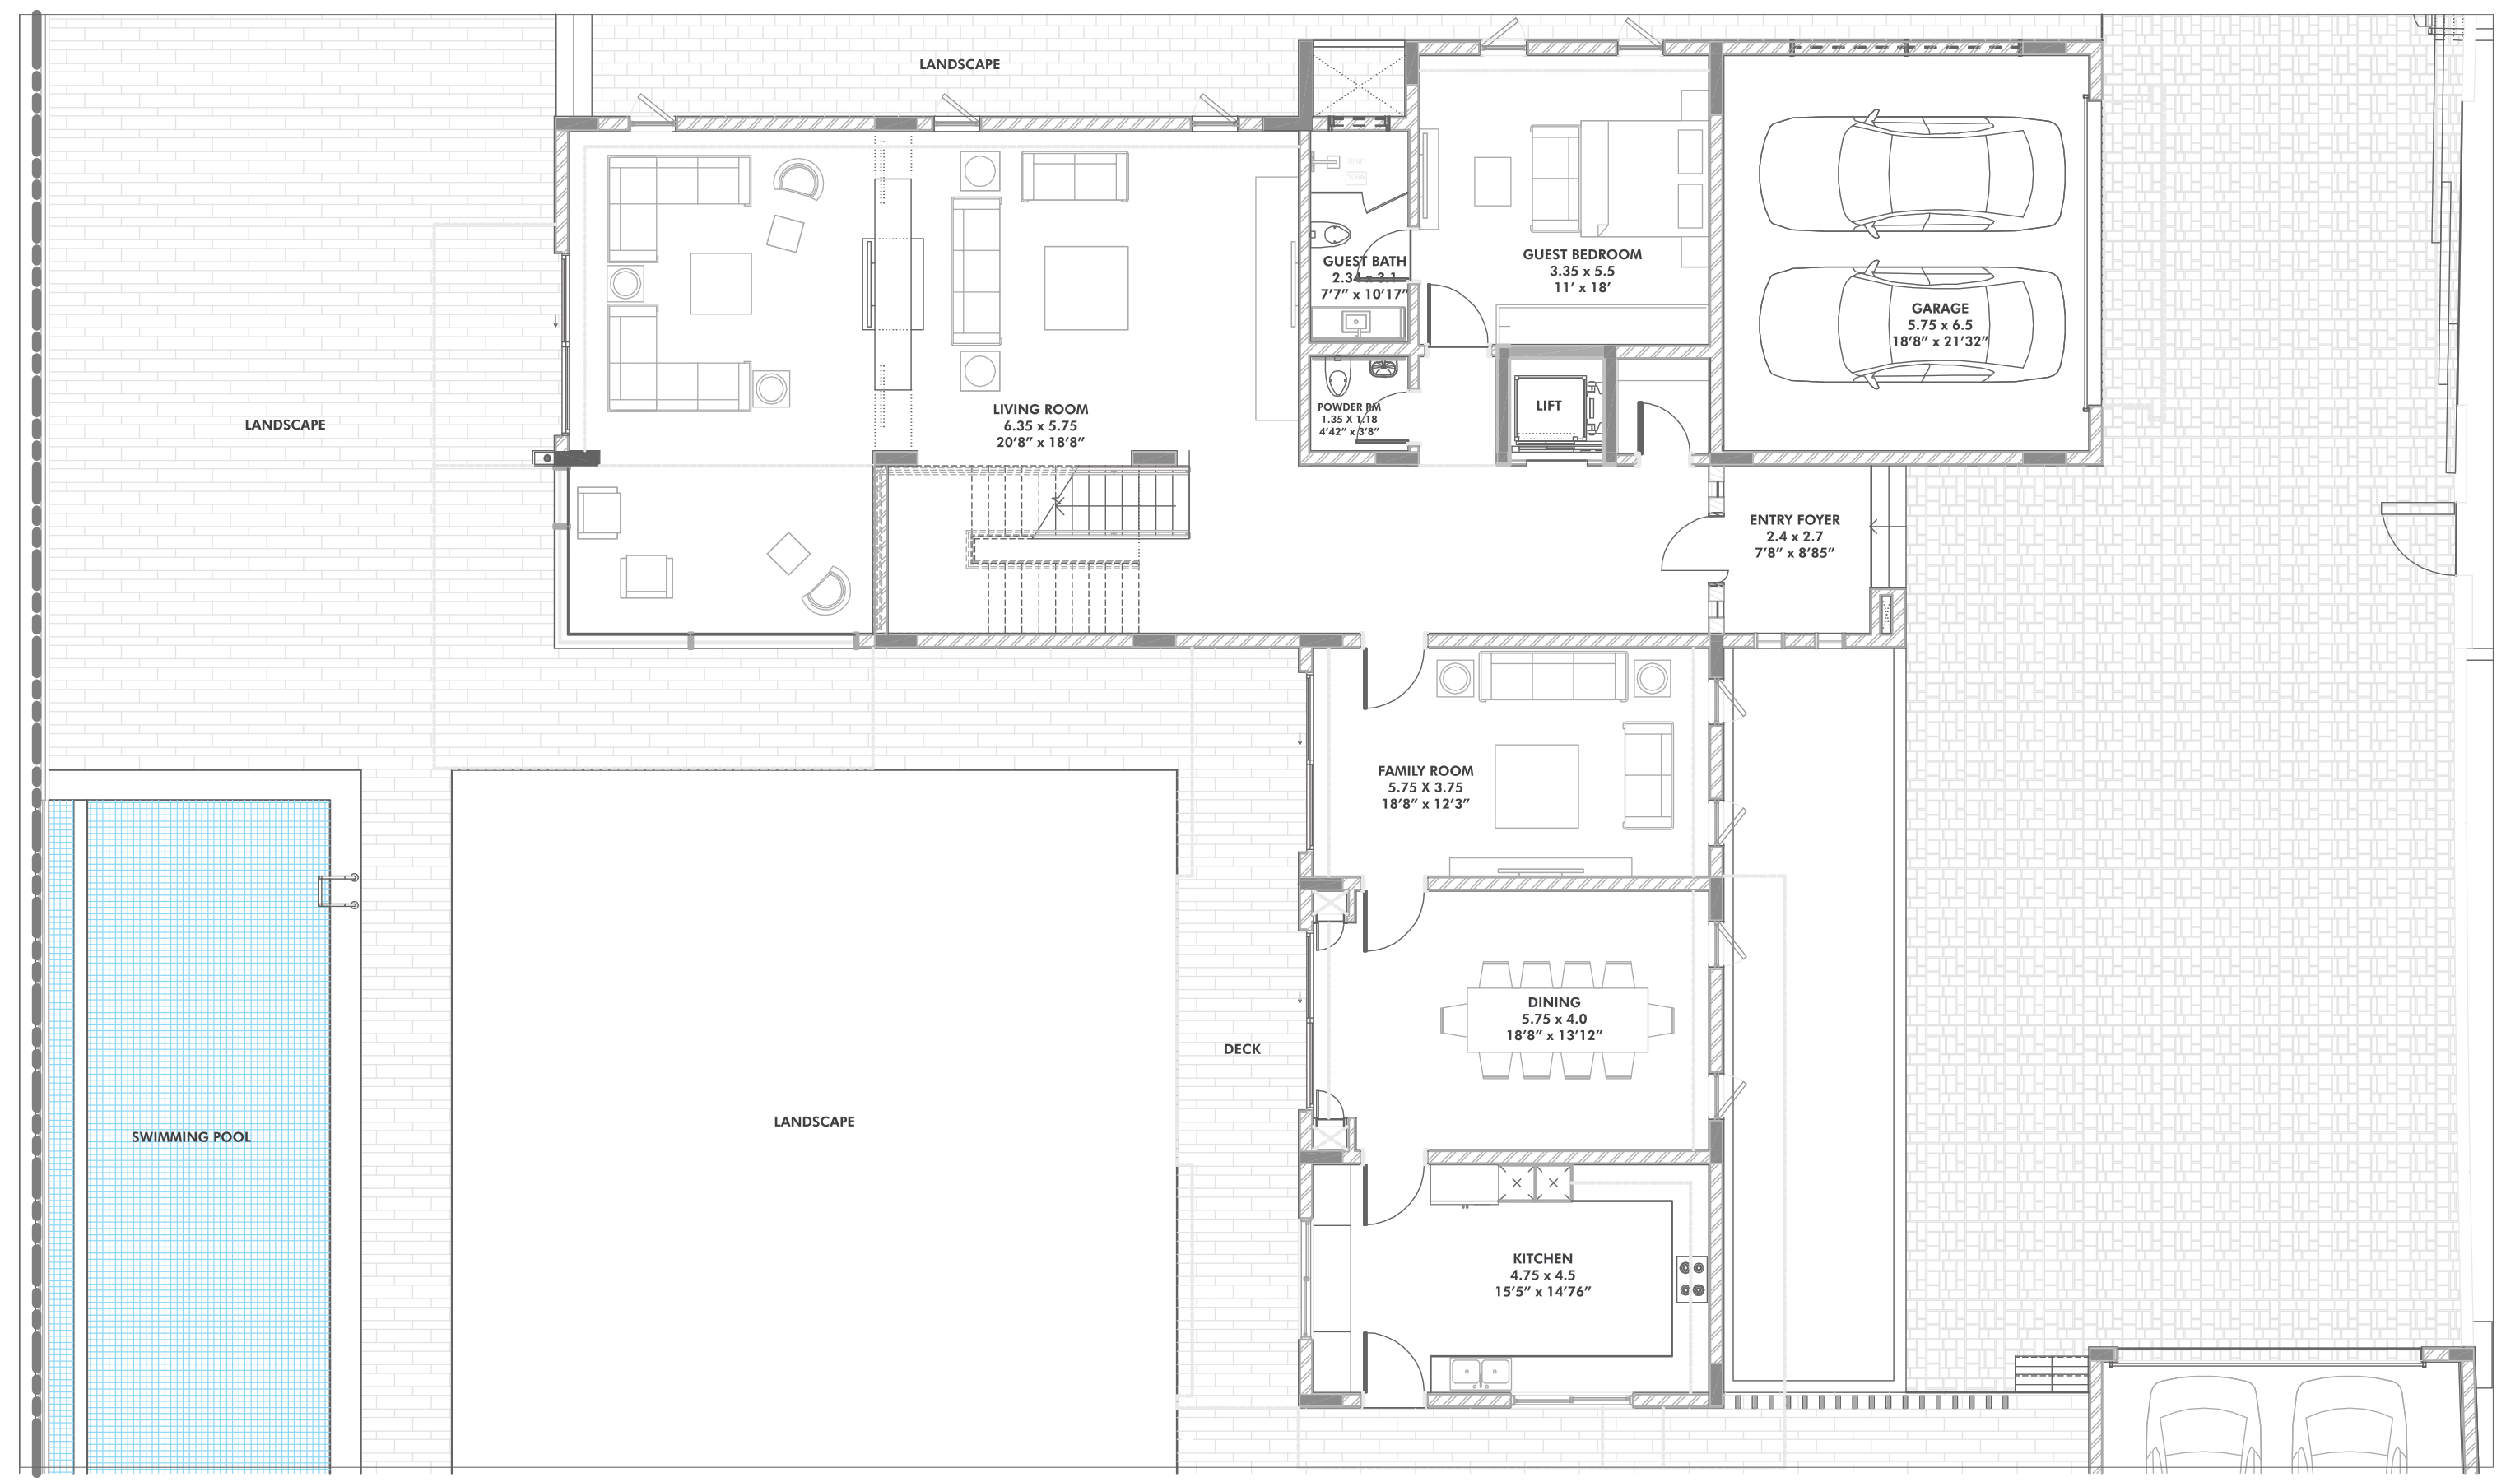 LANDSCAPE
GUEST BATH
2.34 x 3.1
7’7” x 10’17”
GUEST BEDROOM
3.35 x 5.5
11’ x 18’
GARAGE
5.75 x 6.5
18’8” x 21’32”
LANDSCAPE
LIVING ROOM
6.35 x 5.75
20’8” x 18’8”
POWDER RM
1.35 X 1.18
4’42” x 3’8”
LIFT
ENTRY FOYER
2.4 x 2.7
7’8” x 8’85”
FAMILY ROOM
5.75 X 3.75
18’8” x 12’3”
DINING
5.75 x 4.0
18’8” x 13’12”
DECK
LANDSCAPE
SWIMMING POOL
KITCHEN
4.75 x 4.5
15’5” x 14’76”